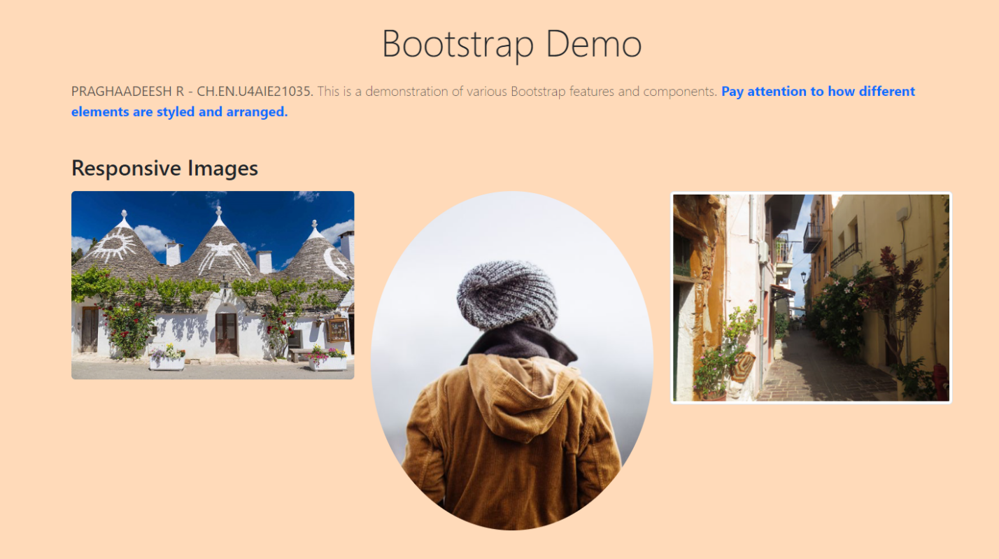 Bootstrap Demo
PRAGHAADEESH R - CH.EN.U4AIE21035. This is a demonstration of various Bootstrap features and components. Pay attention to how different
elements are styled and arranged.
Responsive Images